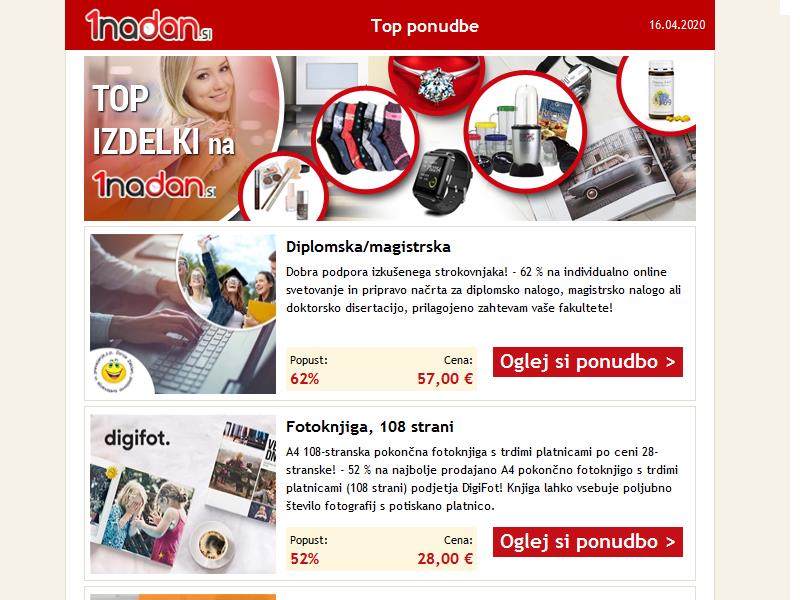 1nadan.si
Top ponudbe
16.04.2020
TOP
IZDELKI na
1nadan.si
Diplomska/magistrska
Dobra podpora izkušenega strokovnjaka! - 62 % na individualno online
svetovanje in pripravo načrta za diplomsko nalogo, magistrsko nalogo ali
doktorsko disertacijo, prilagojeno zahtevam vaše fakultete!
Popust:
Cena:
62%
57,00 €
Oglej si ponudbo >
digifot.
Fotoknjiga, 108 strani
A4 108-stranska pokončna fotoknjiga s trdimi platnicami po ceni 28-
stranske! - 52 % na najbolje prodajano A4 pokončno fotoknjigo s trdimi
platnicami (108 strani) podjetja DigiFot! Knjiga lahko vsebuje poljubno
število fotografij s potiskano platnico.
Popust:
Cena:
52%
28,00 €
Oglej si ponudbo >